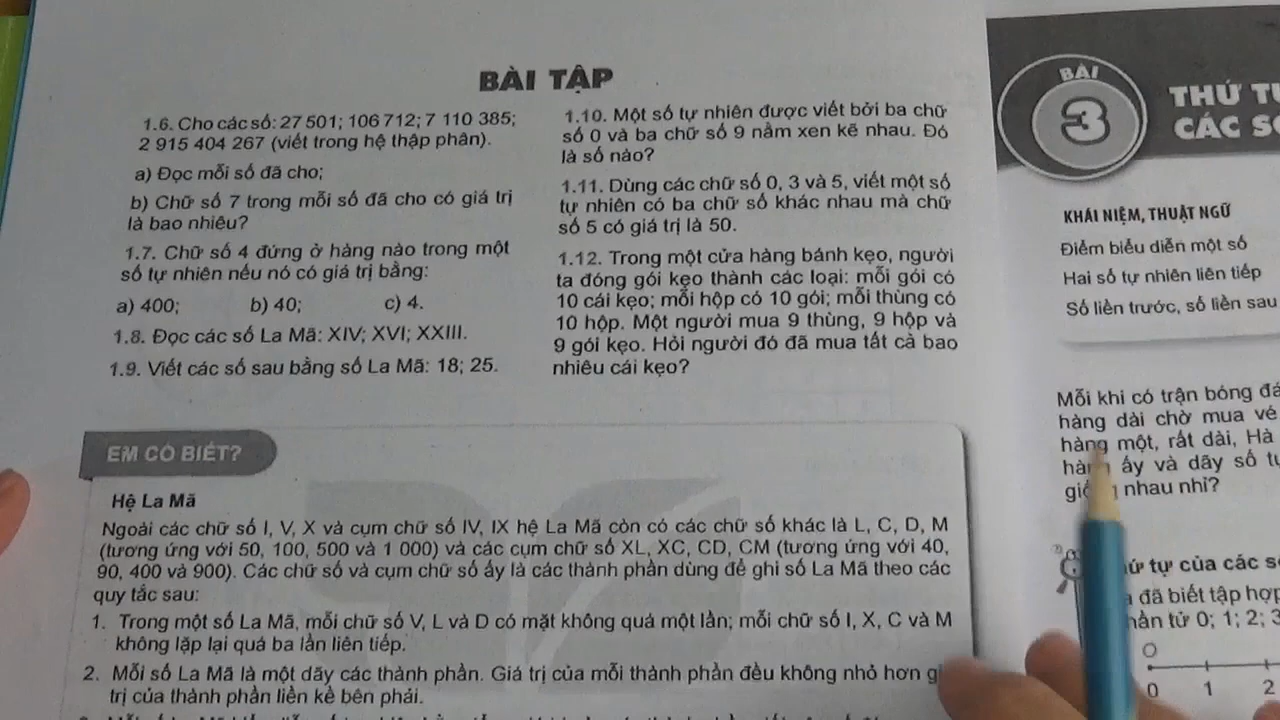 BÀI TẬP
1.6. Cho các số: 27 501; 106 712; 7 110 385;
2 915 404 267 (viết trong hệ thập phân).
a) Đọc mỗi số đã cho;
b) Chữ số 7 trong mỗi số đã cho có giá trị
là bao nhiêu?
1.7. Chữ số 4 đứng ở hàng nào trong một
số tự nhiên nếu nó có giá trị bằng:
a) 400; b) 40; c) 4.
1.8. Đọc các số La Mã: XIV; XVI; XXIII.
1.9. Viết các số sau bằng số La Mã: 18; 25.
1.10. Một số tự nhiên được viết bởi ba chữ
số 0 và ba chữ số 9 nằm xen kẽ nhau. Đó
là số nào?
1.11. Dùng các chữ số 0, 3 và 5, viết một số
tự nhiên có ba chữ số khác nhau mà chữ
số 5 có giá trị là 50.
1.12. Trong một cửa hàng bánh kẹo, người
ta đóng gói kẹo thành các loại: mỗi gói có
10 cái kẹo; mỗi hộp có 10 gói; mỗi thùng có
10 hộp. Một người mua 9 thùng, 9 hộp và
9 gói kẹo. Hỏi người đó đã mua tất cả bao
nhiêu cái kẹo?
EM CÓ BIẾT?
Hệ La Mã
Ngoài các chữ số I, V, X và cụm chữ số IV, IX hệ La Mã còn có các chữ số khác là L, C, D, M
(tương ứng với 50, 100, 500 và 1 000) và các cụm chữ số XL, XC, CD, CM (tương ứng với 40,
90, 400 và 900). Các chữ số và cụm chữ số ấy là các thành phần dùng để ghi số La Mã theo các
quy tắc sau:
1. Trong một số La Mã, mỗi chữ số V, L và D có mặt không quá một lần; mỗi chữ số I, X, C và M
không lặp lại quá ba lần liên tiếp.
2. Mỗi số La Mã là một dãy các thành phần. Giá trị của mỗi thành phần đều không nhỏ hơn
trị của thành phần liền kề bên phải.
BÀI
3
THỨ
CÁC
KHÁI NIỆM, THUẬT NGỮ
Điểm biểu diễn một số
Hai số tự nhiên liên tiếp
Số liền trước, số liền sau
Mỗi khi có trận bóng đá
hàng dài chờ mua vé
hàng một, rất dài, Hà
ấy và dãy số
nhau nhỉ?
tự của các
đã biết tập hợp
tử 0; 1; 2; 3
O
0 1 2